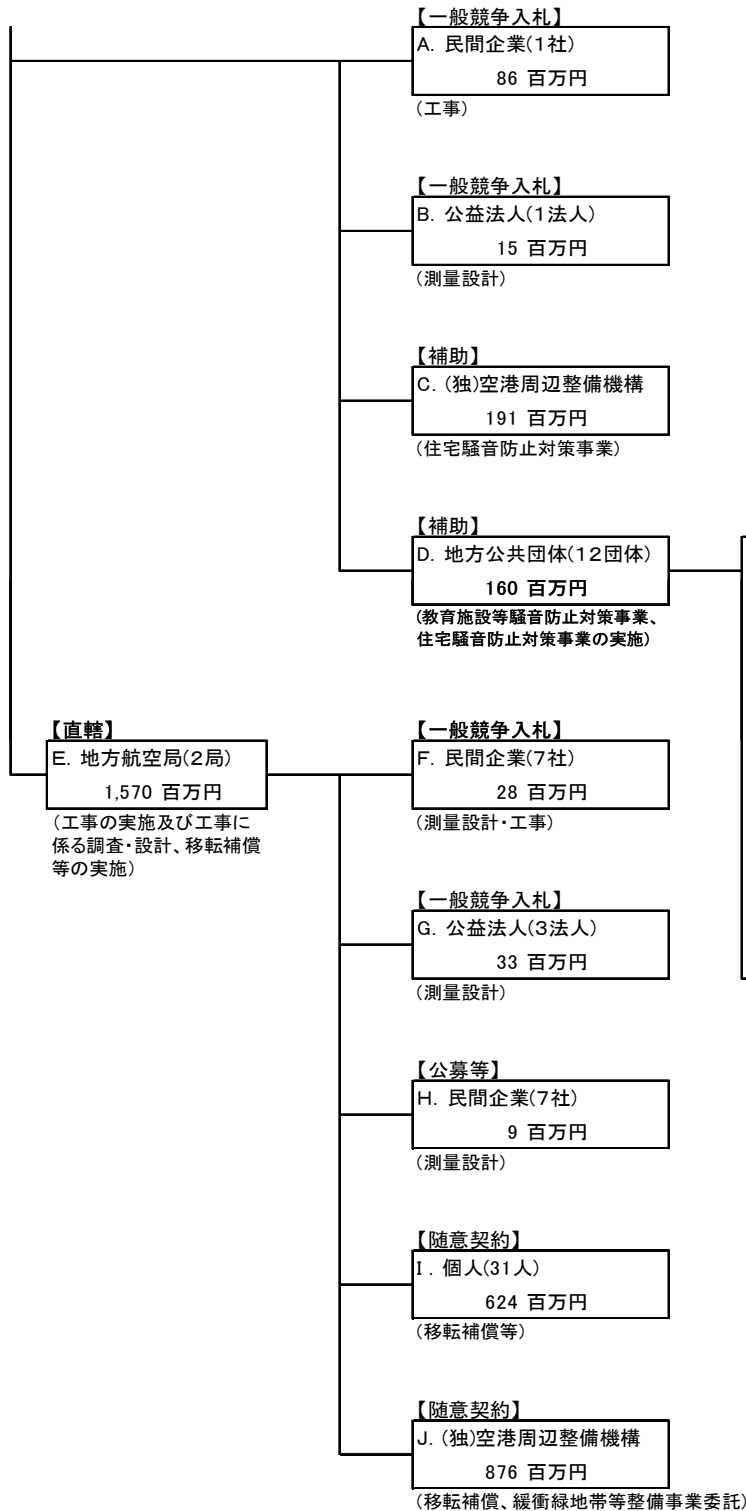 【一般競争入札】
A. 民間企業(1社)
86 百万円
(工事)
【一般競争入札】
B. 公益法人(1法人)
15 百万円
(測量設計)
【補助】
C. (独)空港周辺整備機構
191 百万円
(住宅騒音防止対策事業)
【補助】
D. 地方公共団体(12団体)
160 百万円
(教育施設等騒音防止対策事業、
住宅騒音防止対策事業の実施)
【直轄】
E. 地方航空局(2局)
1,570 百万円
(工事の実施及び工事に
係る調査・設計、移転補償
等の実施)
【一般競争入札】
F. 民間企業(7社)
28 百万円
(測量設計・工事)
【一般競争入札】
G. 公益法人(3法人)
33 百万円
(測量設計)
【公募等】
H. 民間企業(7社)
9 百万円
(測量設計)
【随意契約】
I. 個人(31人)
624 百万円
(移転補償等)
【随意契約】
J. (独)空港周辺整備機構
876 百万円
(移転補償、緩衝緑地帯等整備事業委託)